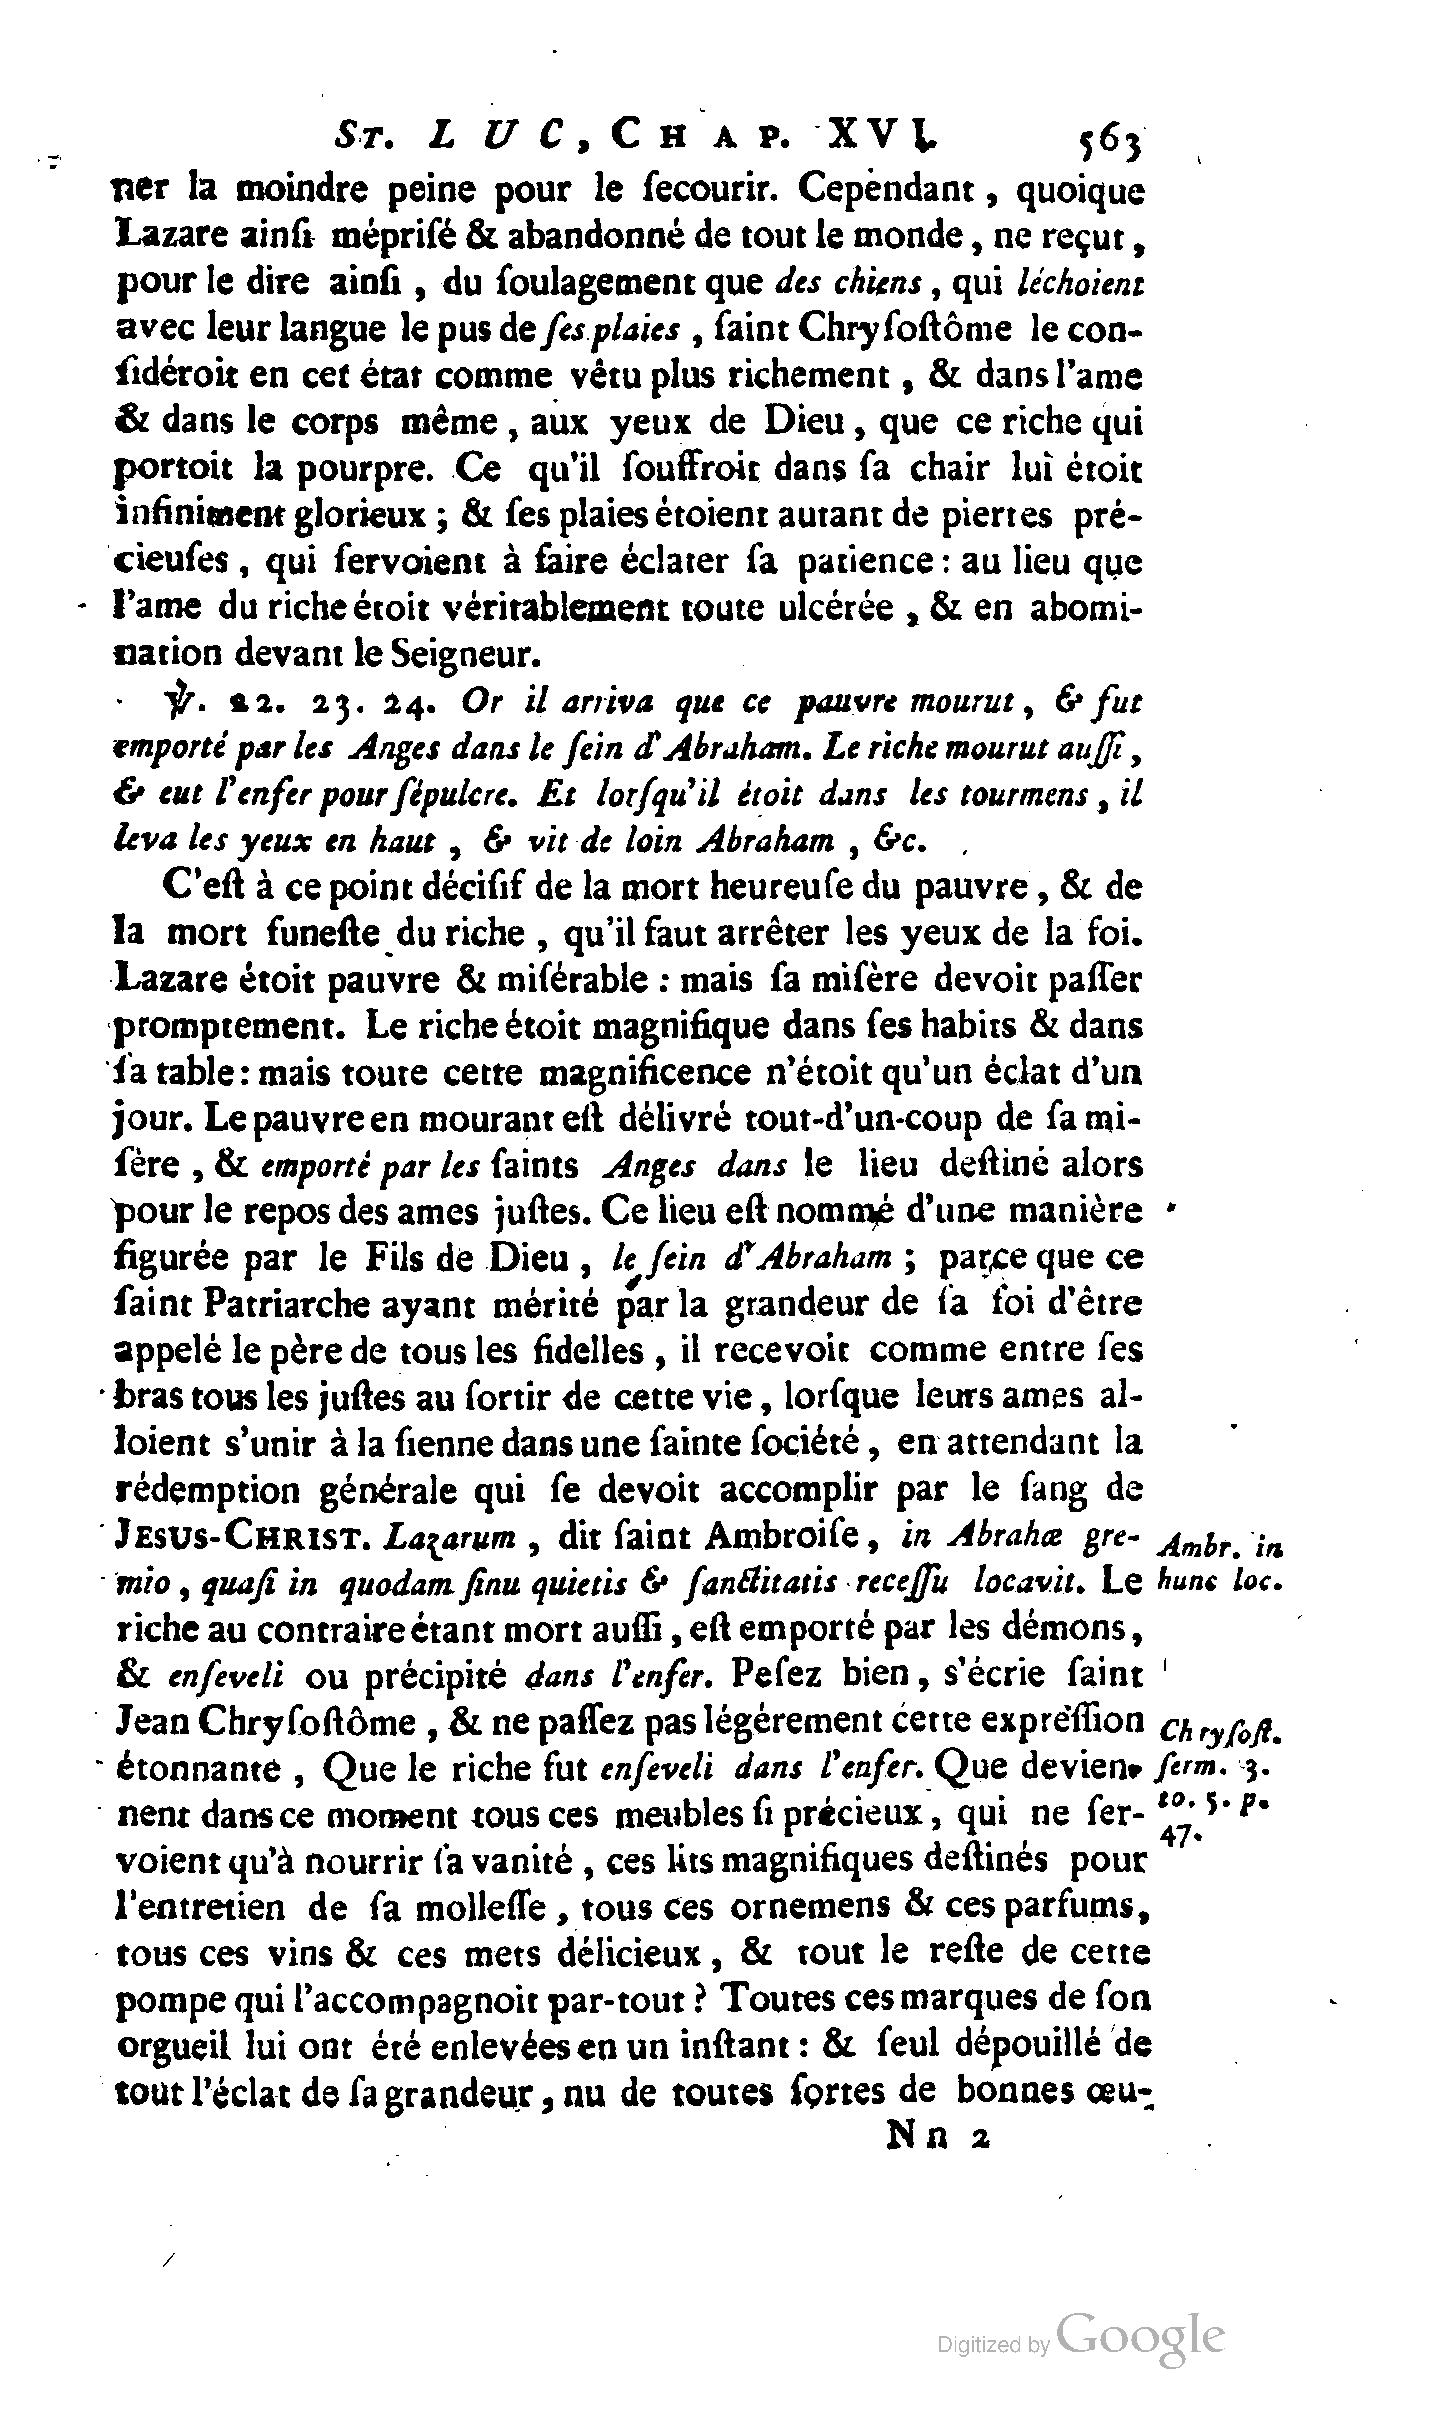 ST. LUC, CHAP. XVI. 563
ner la moindre peine pour le ſecourir. Cependant, quoique
Lazare ainſi mépriſé & abandonné de tout le monde, ne reçut,
pour le dire ainſi, du ſoulagement que des chiens, qui léchoient
avec leur langue le pus de ſes plaies, ſaint Chryſoſtôme le con-
ſidéroit en cet état comme vêtu plus richement, & dans l'ame
& dans le corps même, aux yeux de Dieu, que ce riche qui
portoit la pourpre. Ce qu'il ſouffroit dans ſa chair lui étoit
infiniment glorieux; & ſes plaies étoient autant de pierres pré-
cieuſes, qui ſervoient à faire éclater ſa patience: au lieu que
l'ame du riche étoit véritablement toute ulcérée, & en abomi-
nation devant le Seigneur.
℣. 22. 23. 24. Or il arriva que ce pauvre mourut, & fut
emporté par les Anges dans le ſein d'Abraham. Le riche mourut auſſi,
& eut l'enfer pour ſépulcre. Et lorſqu'il étoit dans les tourmens, il
leva les yeux en haut, & vit de loin Abraham, &c.
C'eſt à ce point déciſif de la mort heureuſe du pauvre, & de
la mort funeſte du riche, qu'il faut arrêter les yeux de la foi.
Lazare étoit pauvre & miſérable: mais ſa miſère devoit paſſer
promptement. Le riche étoit magnifique dans ſes habits & dans
ſa table: mais toute cette magnificence n'étoit qu'un éclat d'un
jour. Le pauvre en mourant eſt délivré tout-d'un-coup de ſa mi-
ſère, & emporté par les ſaints Anges dans le lieu deſtiné alors
pour le repos des ames juſtes. Ce lieu eſt nommé d'une manière
figurée par le Fils de Dieu, le ſein d'Abraham; parce que ce
ſaint Patriarche ayant mérité par la grandeur de ſa foi d'être
appelé le père de tous les fidelles, il recevoit comme entre ſes
bras tous les juſtes au ſortir de cette vie, lorſque leurs ames al-
loient s'unir à la ſienne dans une ſainte ſociété, en attendant la
rédemption générale qui ſe devoit accomplir par le ſang de
JESUS-CHRIST. Lazarum, dit ſaint Ambroiſe, in Abrahæ gre-
mio, quaſi in quodam ſinu quietis & ſanctitatis receſſu locavit. Le
Ambr. in
hunc loc.
riche au contraire étant mort auſſi, eſt emporté par les démons,
& enſeveli ou précipité dans l'enfer. Peſez bien, s'écrie ſaint
Jean Chryſoſtôme, & ne paſſez pas légérement cette expreſſion
étonnante, Que le riche fut enſeveli dans l'enfer. Que devien-
nent dans ce moment tous ces meubles ſi précieux, qui ne ſer-
Chryſoſt.
ſerm. 3.
to. 5. p.
47.
voient qu'à nourrir ſa vanité, ces lits magnifiques deſtinés pour
l'entretien de ſa molleſſe, tous ces ornemens & ces parfums,
tous ces vins & ces mets délicieux, & tout le reſte de cette
pompe qui l'accompagnoit par-tout? Toutes ces marques de ſon
orgueil lui ont été enlevées en un inſtant: & ſeul dépouillé de
tout l'éclat de ſa grandeur, nu de toutes ſortes de bonnes œu-
Nn 2
Digitized by Google